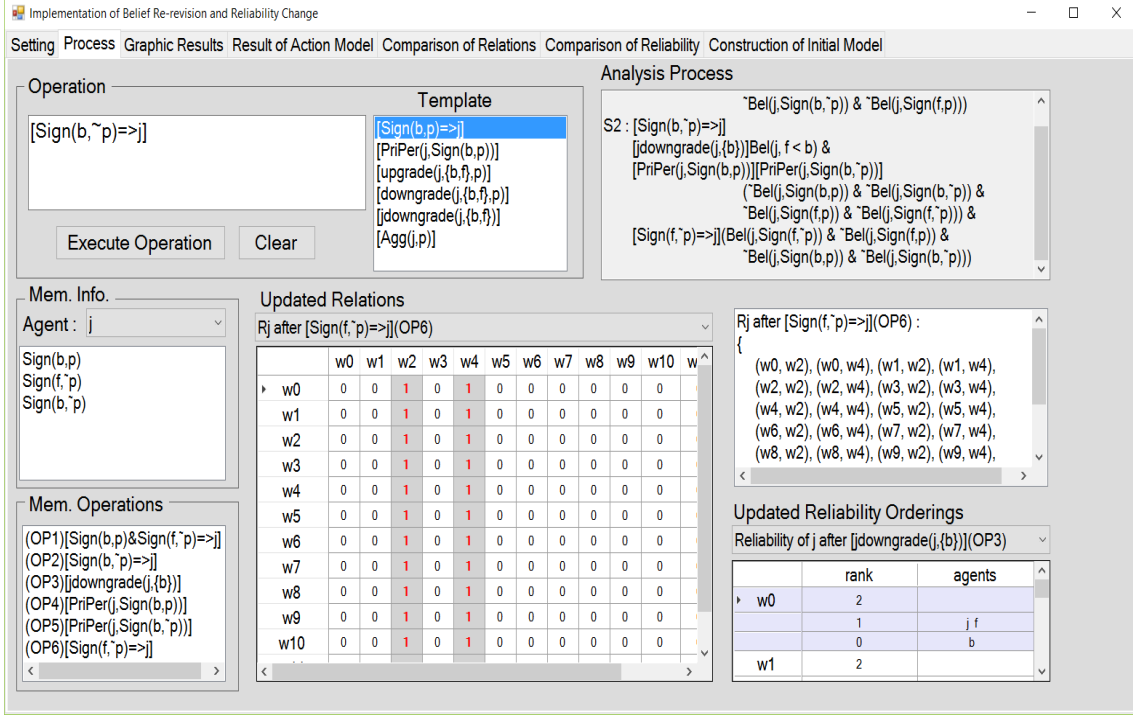 Implementation of Belief Re-revision and Reliability Change
Setting Process Graphic Results Result of Action Model Comparison of Relations Comparison of Reliability Construction of Initial Model
Operation
[Sign(b,~p)=>j]
Execute Operation Clear
Template
[Sign(b,p)=>j]
[PriPer(j,Sign(b,p))]
[upgrade(j,{b,f},p)]
[downgrade(j,{b,f},p)]
[jdowngrade(j,{b,f})]
[Agg(j,p)]
Analysis Process
~Bel(j,Sign(b,~p)) & ~Bel(j,Sign(f,p)))
S2 : [Sign(b,~p)=>j]
[jdowngrade(j,{b})]Bel(j, f < b) &
[PriPer(j,Sign(b,p))][PriPer(j,Sign(b,~p))]
(~Bel(j,Sign(b,p)) & ~Bel(j,Sign(b,~p)) &
~Bel(j,Sign(f,p)) & ~Bel(j,Sign(f,~p))) &
[Sign(f,~p)=>j](Bel(j,Sign(f,~p)) & ~Bel(j,Sign(f,p)) &
~Bel(j,Sign(b,p)) & ~Bel(j,Sign(b,~p)))
Mem. Info.
Agent : j
Sign(b,p)
Sign(f,~p)
Sign(b,~p)
Mem. Operations
(OP1)[Sign(b,p)&Sign(f,~p)=>j]
(OP2)[Sign(b,~p)=>j]
(OP3)[jdowngrade(j,{b})]
(OP4)[PriPer(j,Sign(b,p))]
(OP5)[PriPer(j,Sign(b,~p))]
(OP6)[Sign(f,~p)=>j]
Updated Relations
Rj after [Sign(f,~p)=>j](OP6)
w0 w1 w2 w3 w4 w5 w6 w7 w8 w9 w10 w
w0 0 0 1 0 1 0 0 0 0 0 0
w1 0 0 1 0 1 0 0 0 0 0 0
w2 0 0 1 0 1 0 0 0 0 0 0
w3 0 0 1 0 1 0 0 0 0 0 0
w4 0 0 1 0 1 0 0 0 0 0 0
w5 0 0 1 0 1 0 0 0 0 0 0
w6 0 0 1 0 1 0 0 0 0 0 0
w7 0 0 1 0 1 0 0 0 0 0 0
w8 0 0 1 0 1 0 0 0 0 0 0
w9 0 0 1 0 1 0 0 0 0 0 0
w10 0 0 1 0 1 0 0 0 0 0 0
Rj after [Sign(f,~p)=>j](OP6) :
{
(w0, w2), (w0, w4), (w1, w2), (w1, w4),
(w2, w2), (w2, w4), (w3, w2), (w3, w4),
(w4, w2), (w4, w4), (w5, w2), (w5, w4),
(w6, w2), (w6, w4), (w7, w2), (w7, w4),
(w8, w2), (w8, w4), (w9, w2), (w9, w4),
Updated Reliability Orderings
Reliability of j after [jdowngrade(j,{b})](OP3)
rank agents
w0 2
1 j f
0 b
w1 2